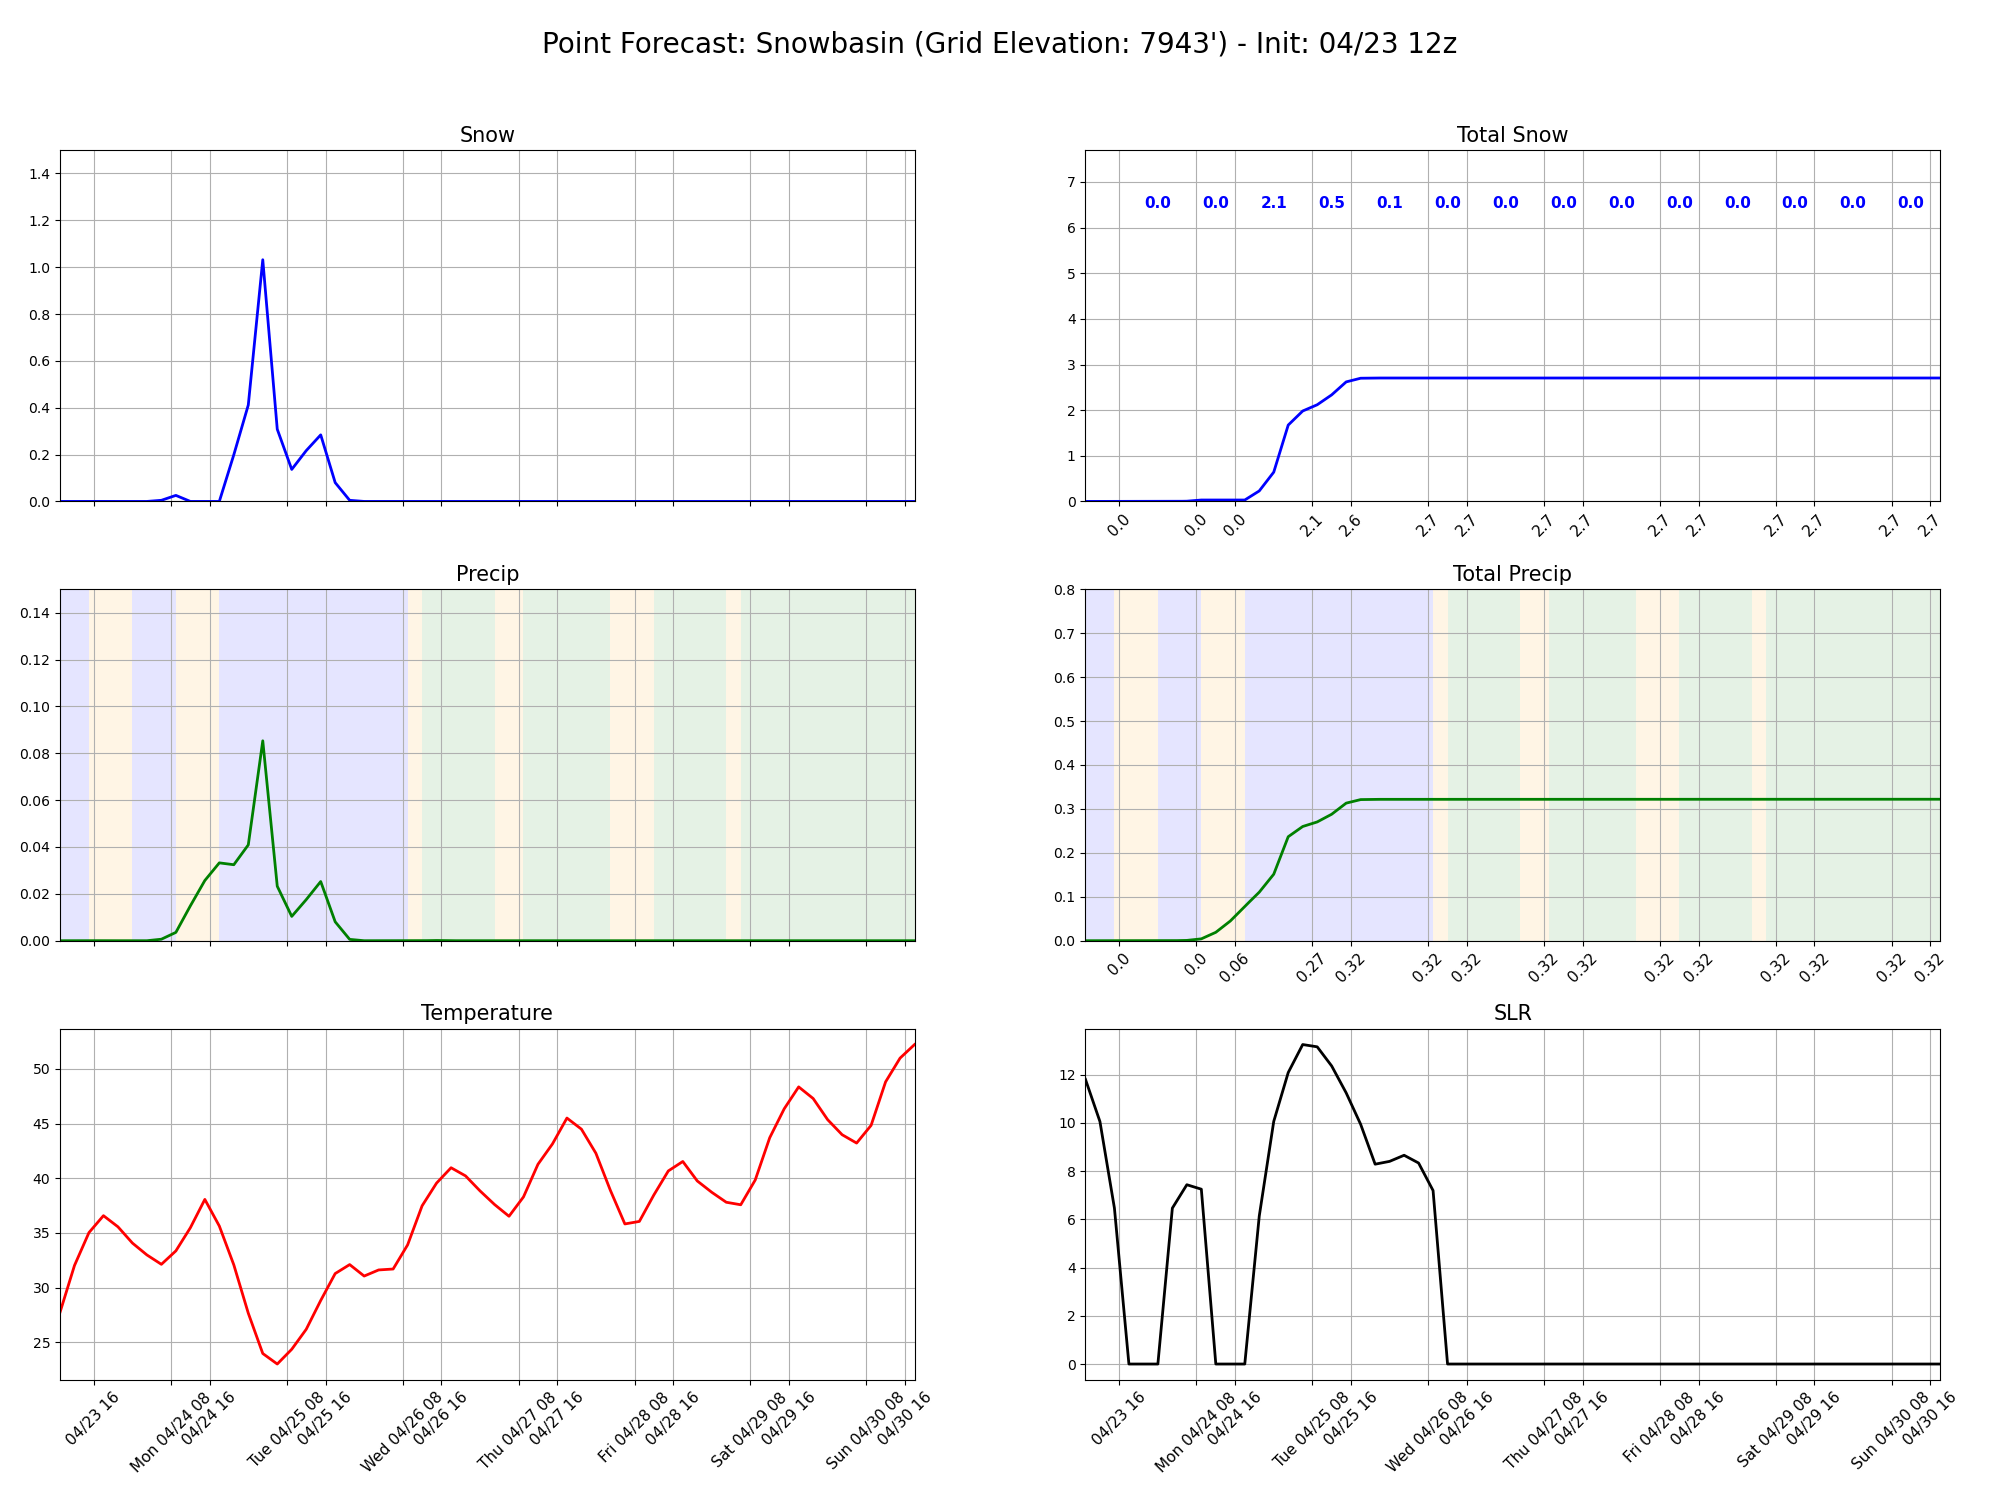 Point Forecast: Snowbasin (Grid Elevation: 7943') - Init: 04/23 12z
Snow
1.4
1.2
1.0
0.8
0.6
0.4
0.2
0.0
Total Snow
7
6
5
4
3
2
1
0
0.0 0.0 2.1 0.5 0.1 0.0 0.0 0.0 0.0 0.0 0.0 0.0 0.0 0.0
0.0 0.0 0.0 2.1 2.6 2.7 2.7 2.7 2.7 2.7 2.7 2.7 2.7 2.7 2.7
Precip
0.14
0.12
0.10
0.08
0.06
0.04
0.02
0.00
Total Precip
0.8
0.7
0.6
0.5
0.4
0.3
0.2
0.1
0.0
0.0 0.0 0.06 0.27 0.32 0.32 0.32 0.32 0.32 0.32 0.32 0.32 0.32 0.32 0.32
Temperature
50
45
40
35
30
25
04/23 16
Mon 04/24 08
04/24 16
Tue 04/25 08
04/25 16
Wed 04/26 08
04/26 16
Thu 04/27 08
04/27 16
Fri 04/28 08
04/28 16
Sat 04/29 08
04/29 16
Sun 04/30 08
04/30 16
SLR
12
10
8
6
4
2
0
04/23 16
Mon 04/24 08
04/24 16
Tue 04/25 08
04/25 16
Wed 04/26 08
04/26 16
Thu 04/27 08
04/27 16
Fri 04/28 08
04/28 16
Sat 04/29 08
04/29 16
Sun 04/30 08
04/30 16